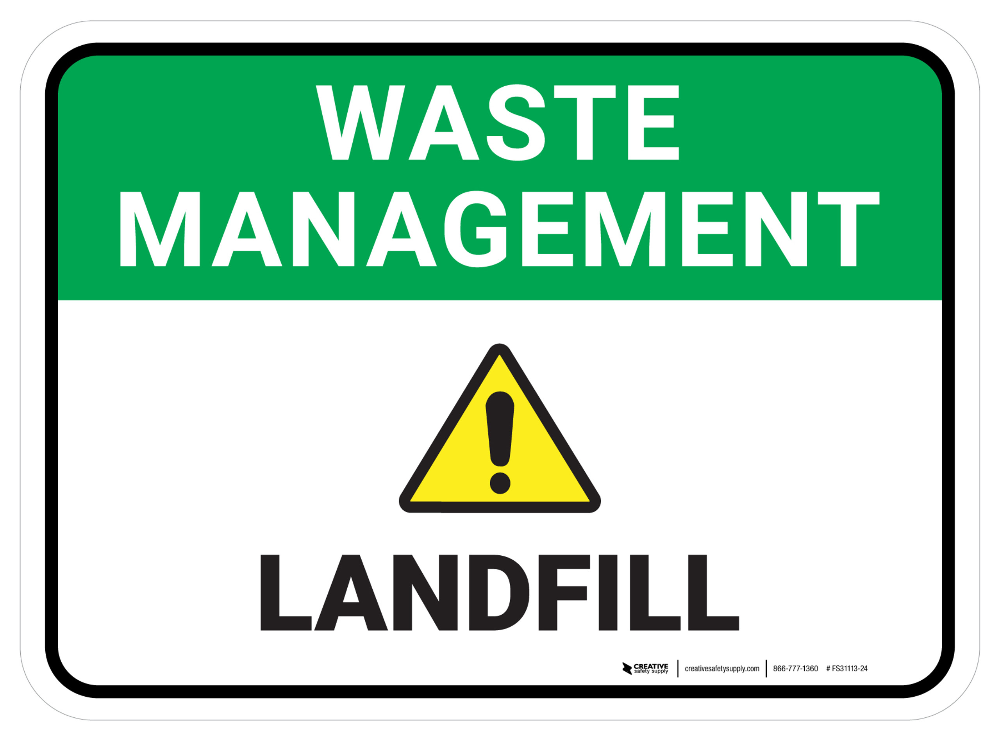 WASTE
MANAGEMENT
!
LANDFILL
CREATIVE
safety supply
creativesafetysupply.com
866-777-1360 # FS31113-24